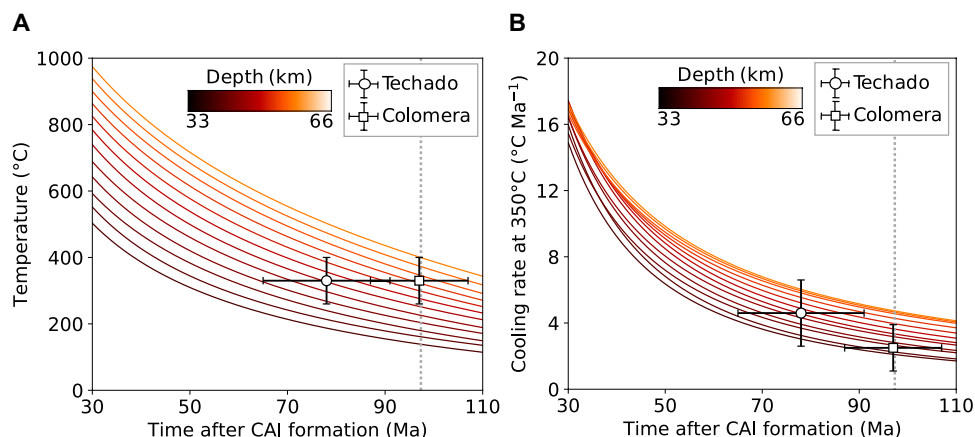 A
1000
800
600
400
200
0
Temperature (°C)
30
50
70
90
110
Time after CAI formation (Ma)
Depth (km)
33
66
Techado
Colomera
B
20
16
12
8
4
0
Cooling rate at 350°C (°C Ma⁻¹)
30
50
70
90
110
Time after CAI formation (Ma)
Depth (km)
33
66
Techado
Colomera